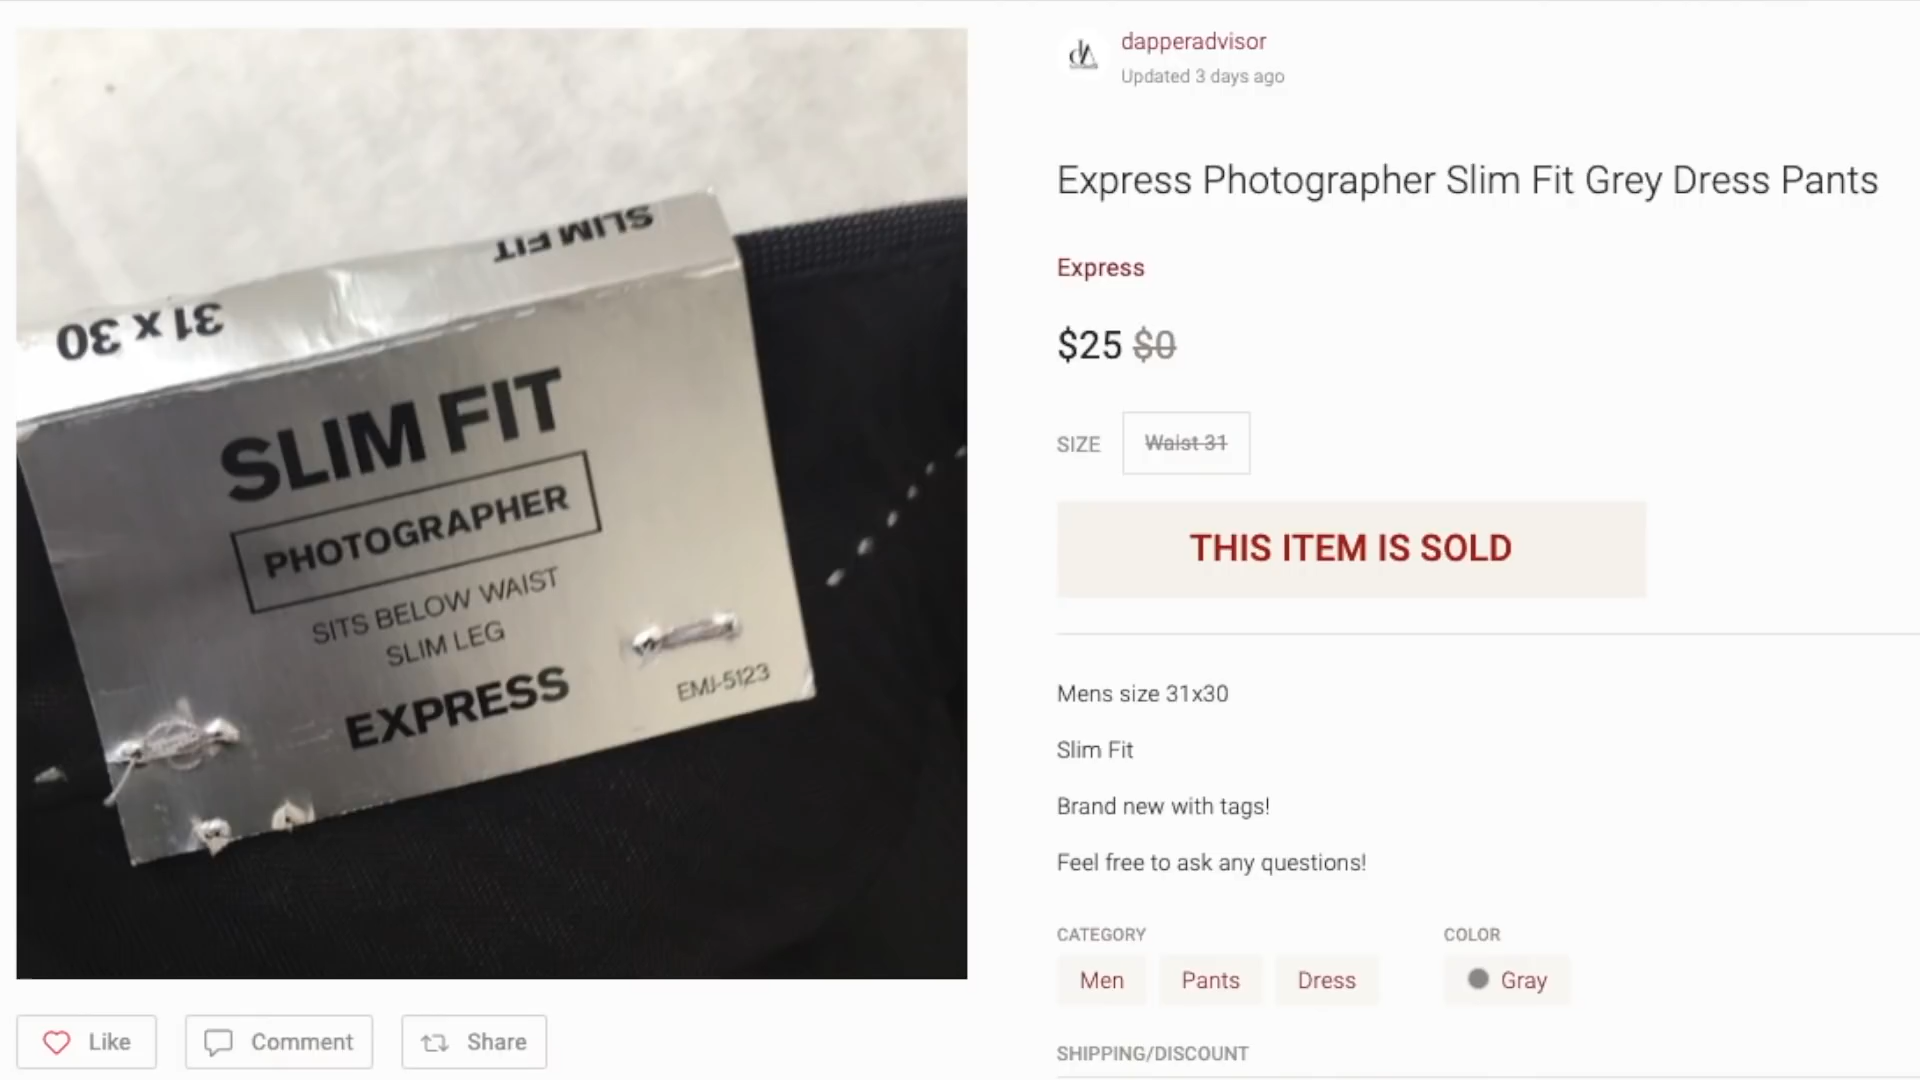 31 x 30
SLIM FIT
SLIM FIT
PHOTOGRAPHER
SITS BELOW WAIST
SLIM LEG
EXPRESS
EMJ-5123
Like
Comment
Share
dA
dapperadvisor
Updated 3 days ago
Express Photographer Slim Fit Grey Dress Pants
Express
$25 $0
SIZE Waist 31
THIS ITEM IS SOLD
Mens size 31x30
Slim Fit
Brand new with tags!
Feel free to ask any questions!
CATEGORY COLOR
Men Pants Dress Gray
SHIPPING/DISCOUNT